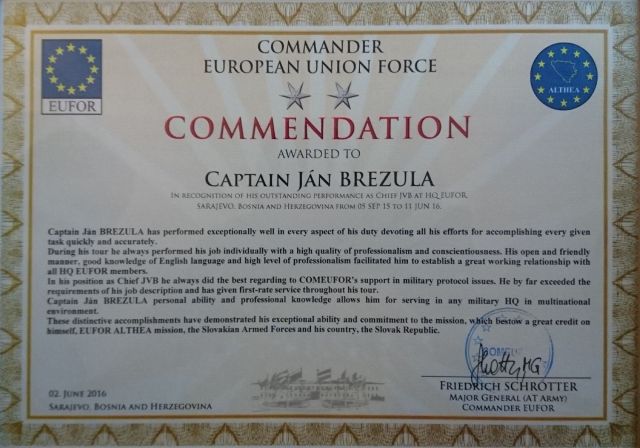 COMMANDER
EUROPEAN UNION FORCE
EUFOR
ALTHEA
COMMENDATION
AWARDED TO
CAPTAIN JÁN BREZULA
IN RECOGNITION OF HIS OUTSTANDING PERFORMANCE AS CHIEF JVB AT HQ EUFOR,
SARAJEVO, BOSNIA AND HERZEGOVINA FROM 05 SEP 15 TO 11 JUN 16.
Captain Ján BREZULA has performed exceptionally well in every aspect of his duty devoting all his efforts for accomplishing every given
task quickly and accurately.
During his tour he always performed his job individually with a high quality of professionalism and conscientiousness. His open and friendly
manner, good knowledge of English language and high level of professionalism facilitated him to establish a great working relationship with
all HQ EUFOR members.
In his position as Chief JVB he always did the best regarding to COMEUFOR's support in military protocol issues. He by far exceeded the
requirements of his job description and has given first-rate service throughout his tour.
Captain Ján BREZULA personal ability and professional knowledge allows him for serving in any military HQ in multinational
environment.
These distinctive accomplishments have demonstrated his exceptional ability and commitment to the mission, which bestow a great credit on
himself, EUFOR ALTHEA mission, the Slovakian Armed Forces and his country, the Slovak Republic.
02. JUNE 2016
SARAJEVO, BOSNIA AND HERZEGOVINA
FRIEDRICH SCHRÖTTER
MAJOR GENERAL (AT ARMY)
COMMANDER EUFOR